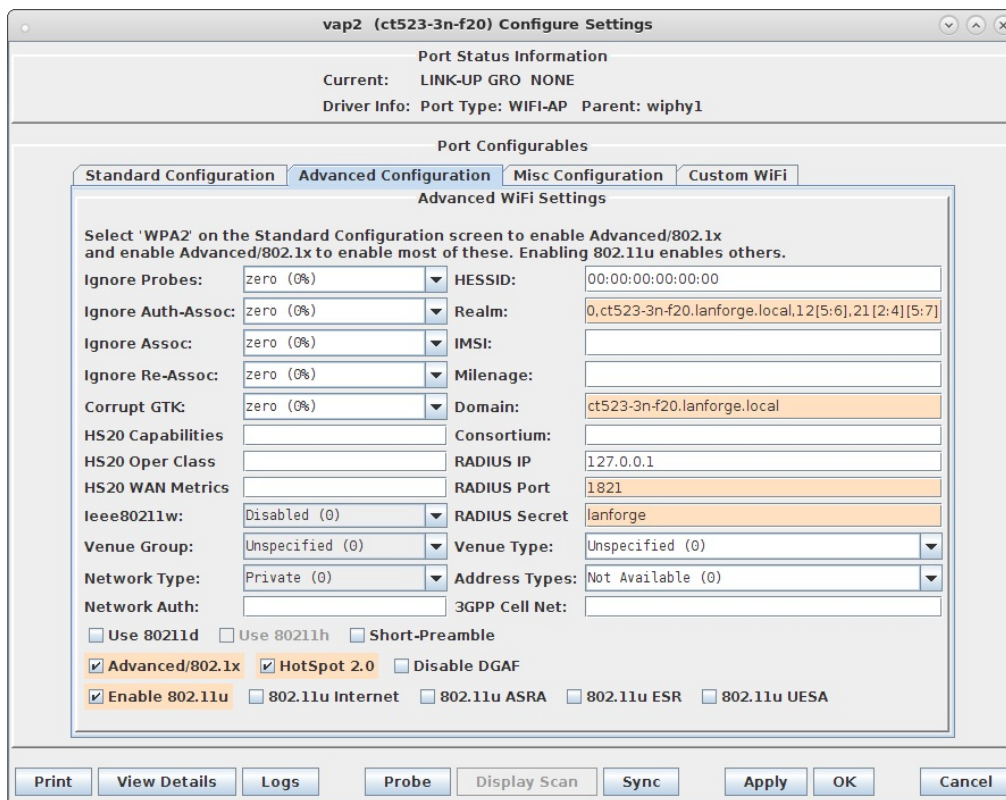 vap2 (ct523-3n-f20) Configure Settings
Port Status Information
Current: LINK-UP GRO NONE
Driver Info: Port Type: WIFI-AP Parent: wiphy1
Port Configurables
Standard Configuration Advanced Configuration Misc Configuration Custom WiFi
Advanced WiFi Settings
Select 'WPA2' on the Standard Configuration screen to enable Advanced/802.1x
and enable Advanced/802.1x to enable most of these. Enabling 802.11u enables others.
Ignore Probes: zero (0%) HESSID: 00:00:00:00:00:00
Ignore Auth-Assoc: zero (0%) Realm: 0,ct523-3n-f20.lanforge.local,12[5:6],21[2:4][5:7]
Ignore Assoc: zero (0%) IMSI:
Ignore Re-Assoc: zero (0%) Milenage:
Corrupt GTK: zero (0%) Domain: ct523-3n-f20.lanforge.local
HS20 Capabilities Consortium:
HS20 Oper Class RADIUS IP 127.0.0.1
HS20 WAN Metrics RADIUS Port 1821
Ieee80211w: Disabled (0) RADIUS Secret lanforge
Venue Group: Unspecified (0) Venue Type: Unspecified (0)
Network Type: Private (0) Address Types: Not Available (0)
Network Auth: 3GPP Cell Net:
Use 80211d Use 80211h Short-Preamble
Advanced/802.1x HotSpot 2.0 Disable DGAF
Enable 802.11u 802.11u Internet 802.11u ASRA 802.11u ESR 802.11u UESA
Print View Details Logs Probe Display Scan Sync Apply OK Cancel